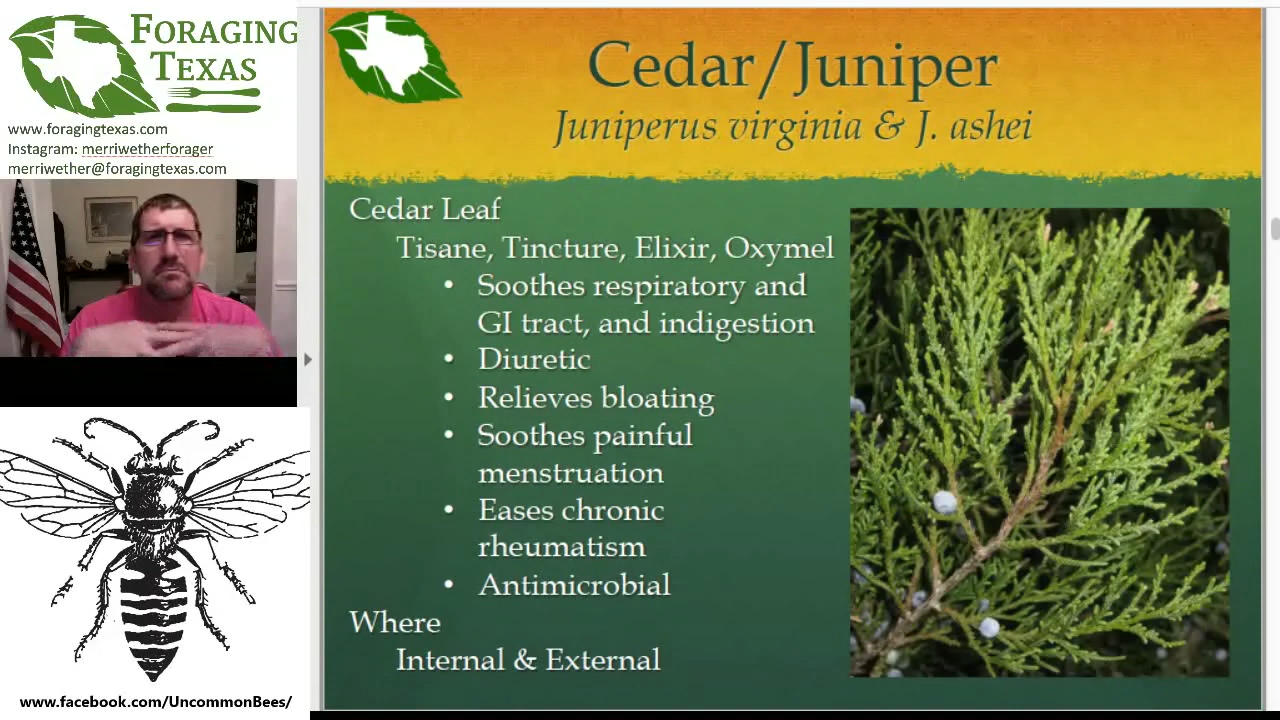 FORAGING
TEXAS
www.foragingtexas.com
Instagram: merriwetherforager
merriwether@foragingtexas.com
www.facebook.com/UncommonBees/
Cedar/Juniper
Juniperus virginia & J. ashei
Cedar Leaf
Tisane, Tincture, Elixir, Oxymel
• Soothes respiratory and
GI tract, and indigestion
• Diuretic
• Relieves bloating
• Soothes painful
menstruation
• Eases chronic
rheumatism
• Antimicrobial
Where
Internal & External